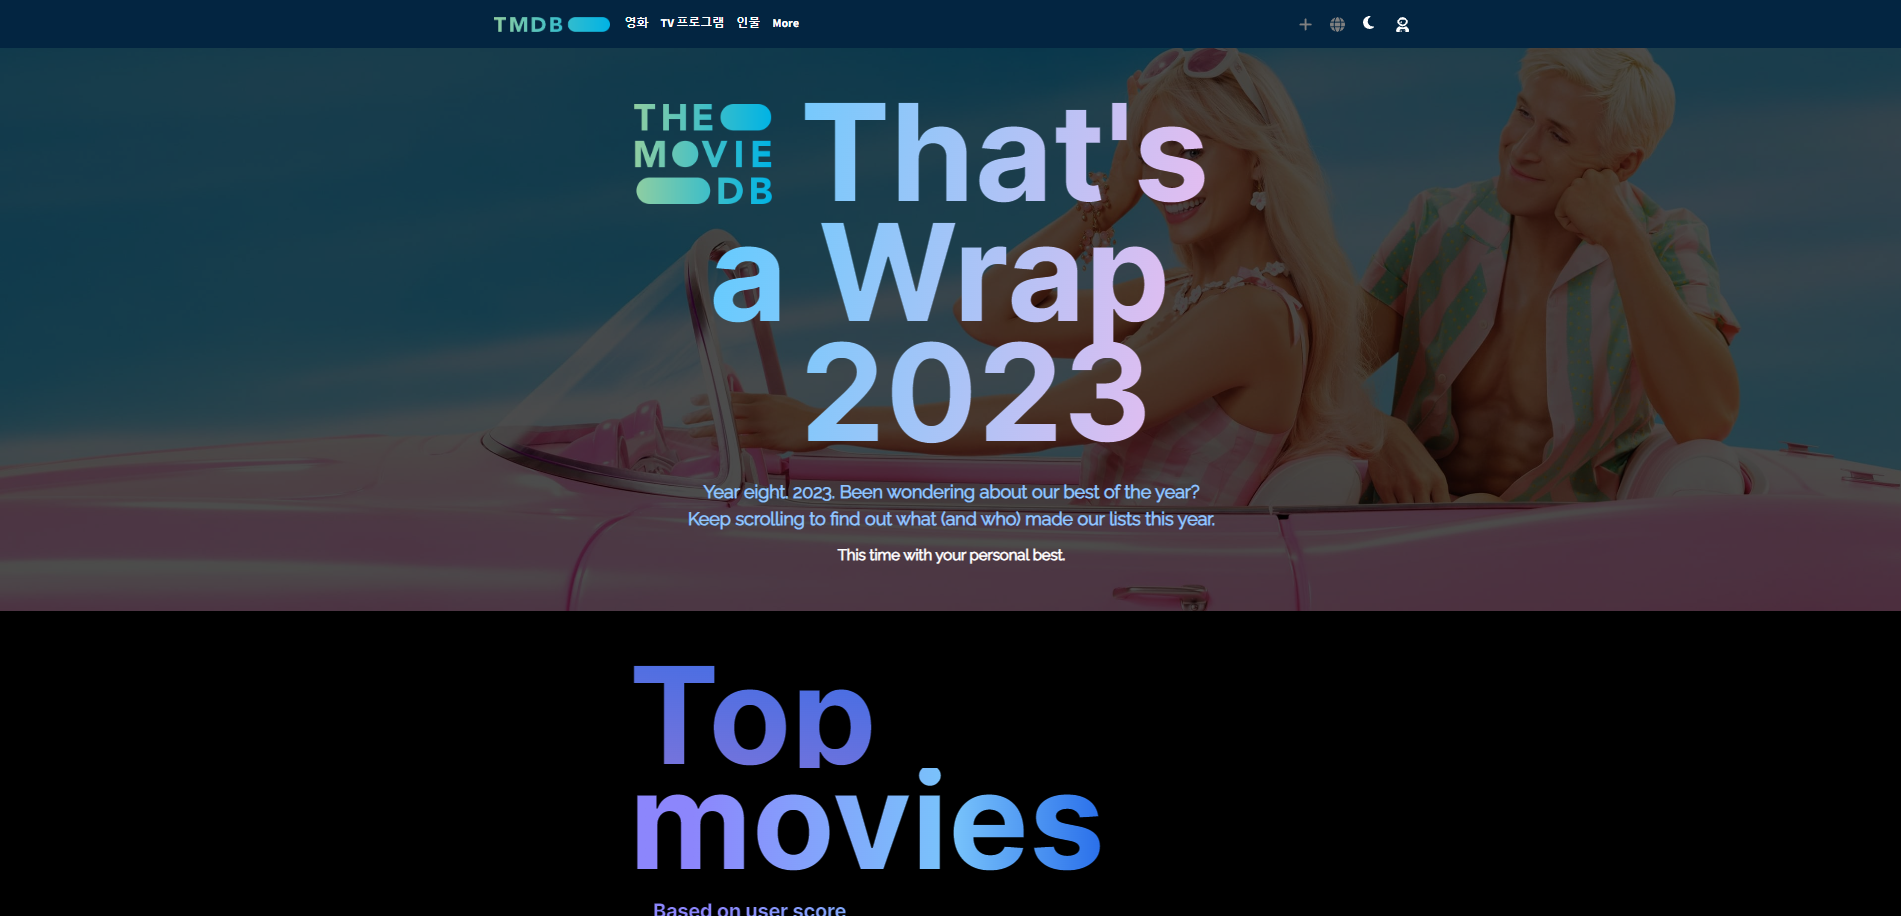 TMDB 영화 TV 프로그램 인물 More
THE
MOVIE
DB
That's
a Wrap
2023
Year eight. 2023. Been wondering about our best of the year?
Keep scrolling to find out what (and who) made our lists this year.
This time with your personal best.
Top
movies
Based on user score